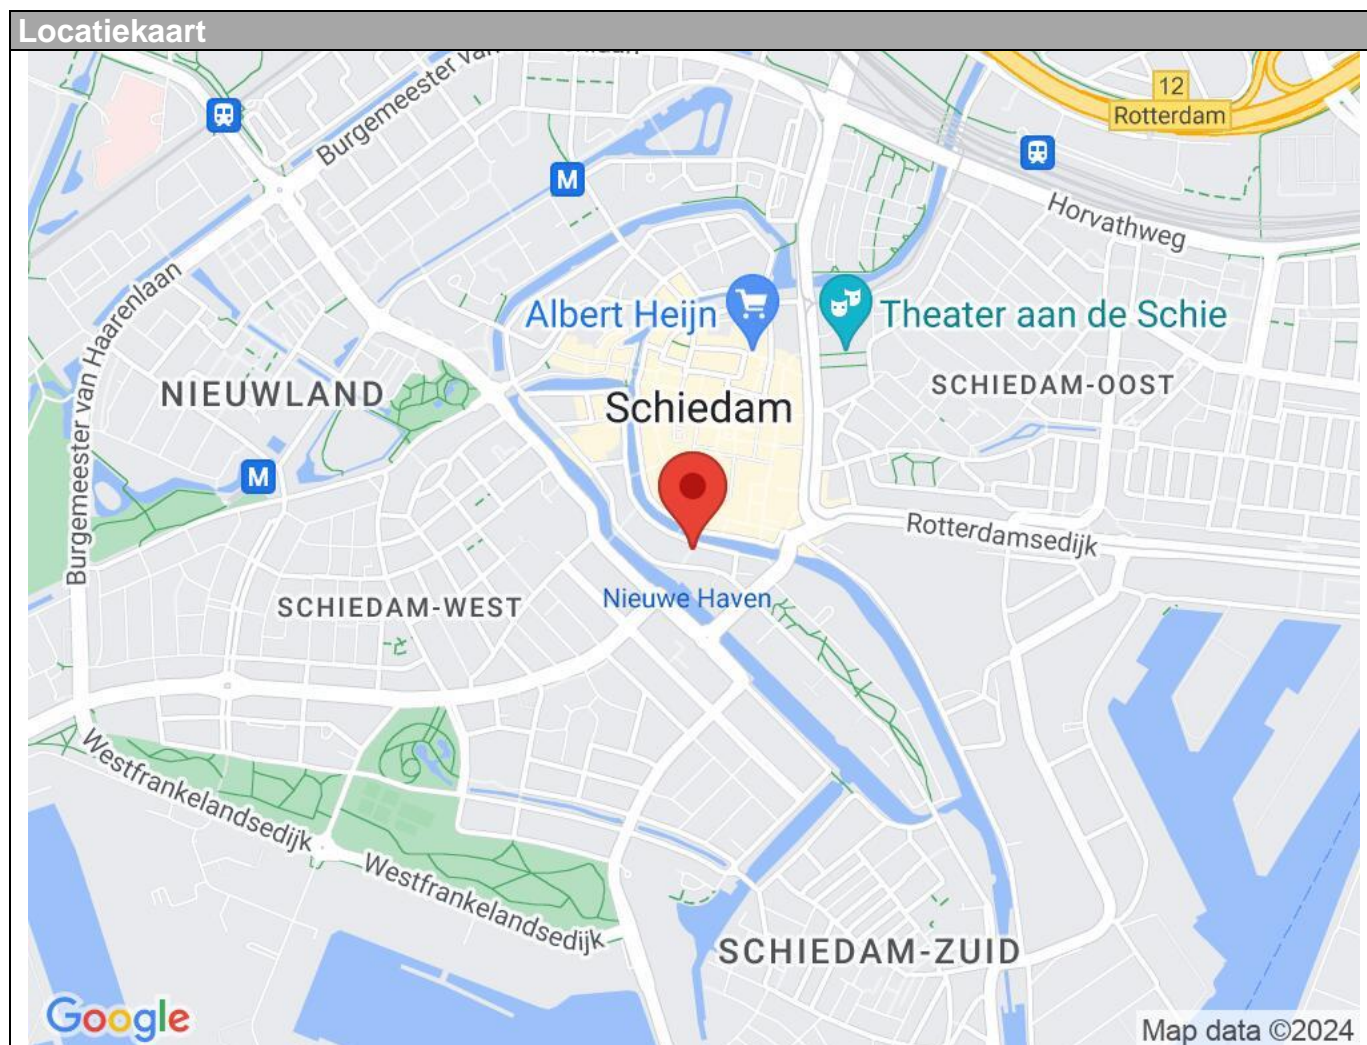 Locatiekaart
Burgemeester van
12
Rotterdam
M
Horvathweg
Burgemeester van Haarenlaan
Albert Heijn
Theater aan de Schie
NIEUWLAND
Schiedam
SCHIEDAM-OOST
M
Rotterdamsedijk
Nieuwe Haven
SCHIEDAM-WEST
Westfrankelandsedijk
Westfrankelandsedijk
SCHIEDAM-ZUID
Google
Map data ©2024